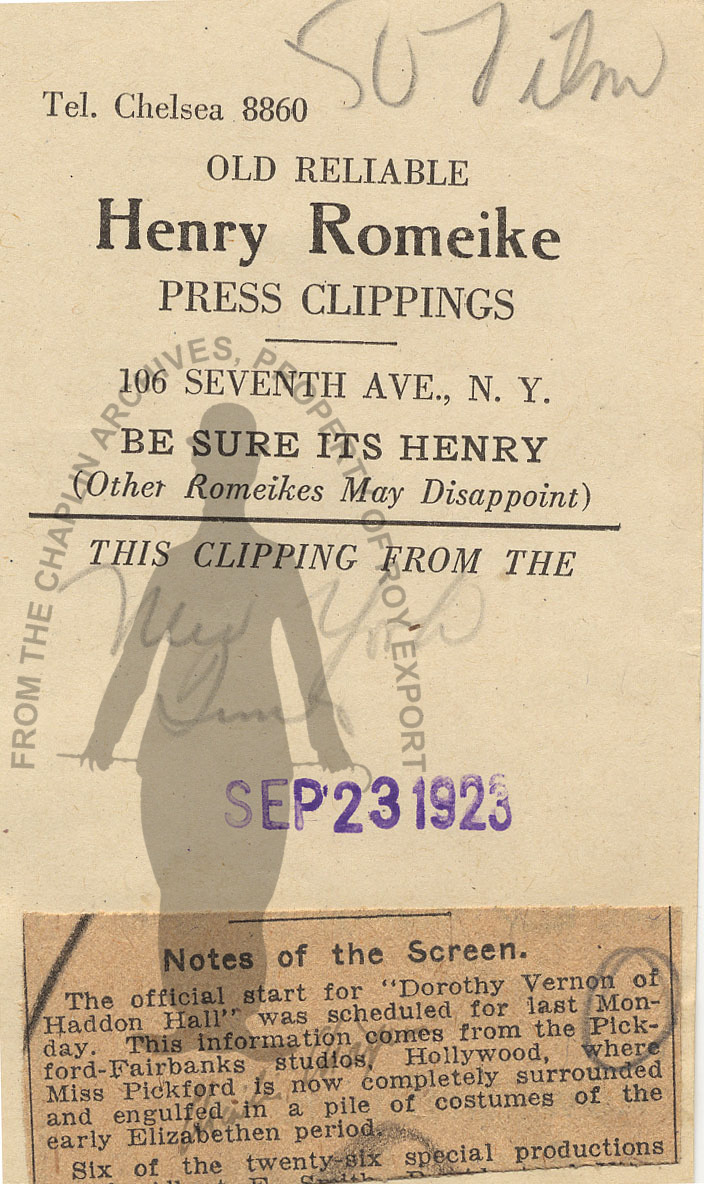 50 Film
Tel. Chelsea 8860
OLD RELIABLE
Henry Romeike
PRESS CLIPPINGS
106 SEVENTH AVE., N. Y.
BE SURE ITS HENRY
(Other Romeikes May Disappoint)
THIS CLIPPING FROM THE
New York
Times
SEP 23 1923
FROM THE CHAPLIN ARCHIVES, PROPERTY OF ROY EXPORT
Notes of the Screen.
The official start for "Dorothy Vernon of
Haddon Hall" was scheduled for last Mon-
day. This information comes from the Pick-
ford-Fairbanks studios, Hollywood, where
Miss Pickford is now completely surrounded
and engulfed in a pile of costumes of the
early Elizabethen period.
Six of the twenty-six special productions